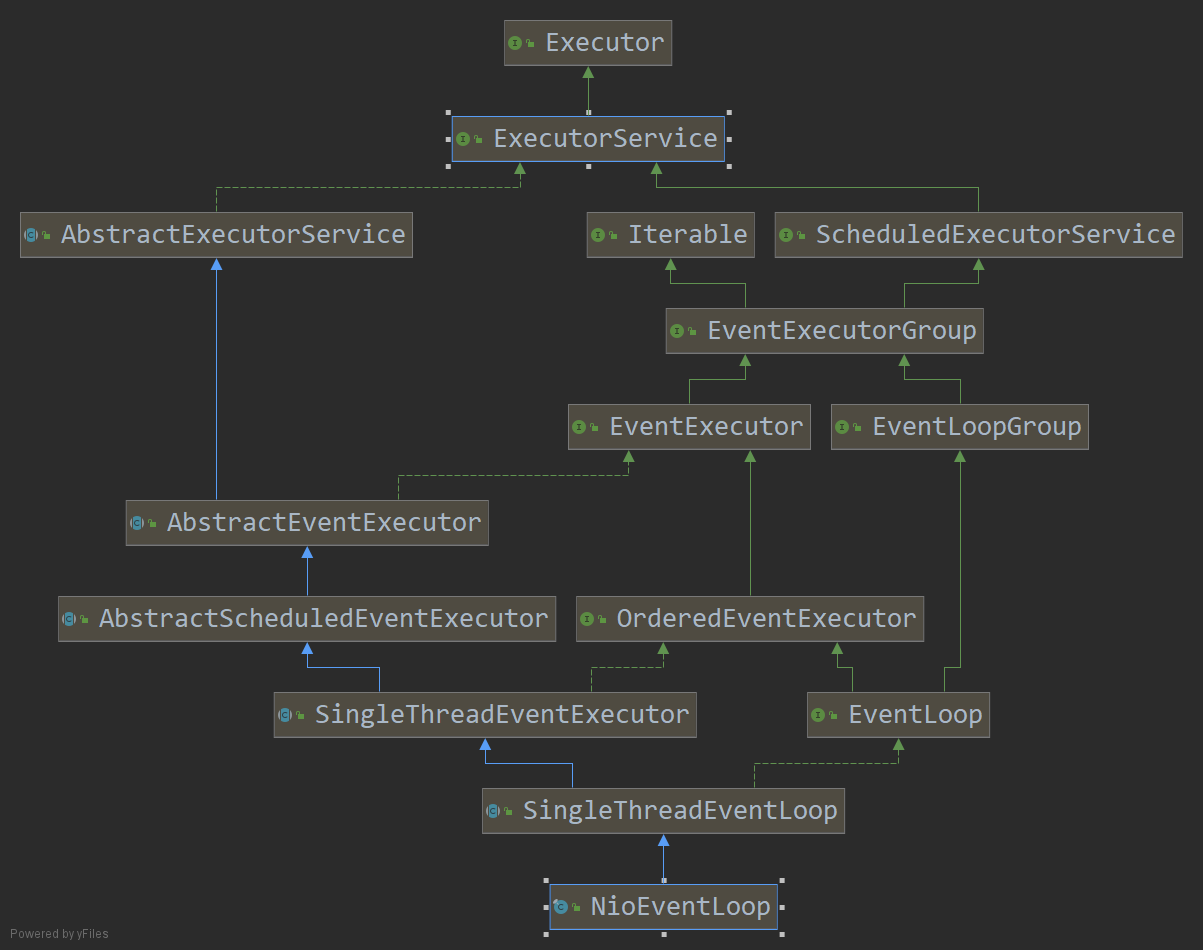 Executor
ExecutorService
AbstractExecutorService
Iterable
ScheduledExecutorService
EventExecutorGroup
EventExecutor
EventLoopGroup
AbstractEventExecutor
AbstractScheduledEventExecutor
OrderedEventExecutor
SingleThreadEventExecutor
EventLoop
SingleThreadEventLoop
NioEventLoop
Powered by yFiles